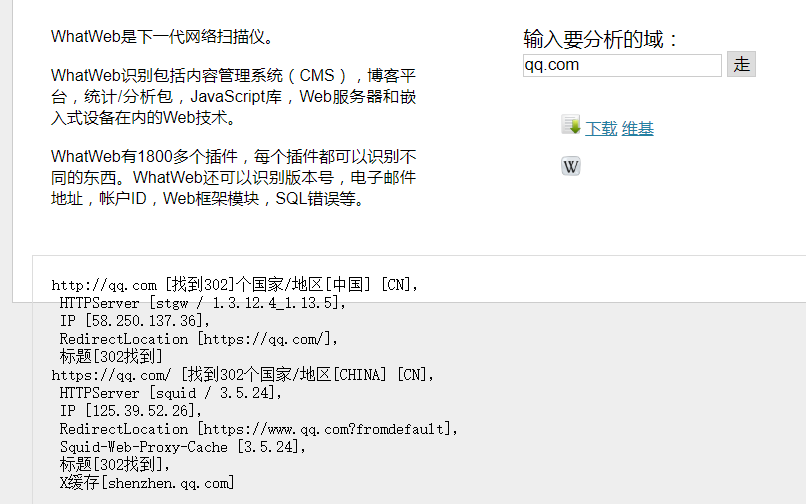 WhatWeb是下一代网络扫描仪。
WhatWeb识别包括内容管理系统（CMS），博客平
台，统计/分析包，JavaScript库，Web服务器和嵌
入式设备在内的Web技术。
WhatWeb有1800多个插件，每个插件都可以识别不
同的东西。WhatWeb还可以识别版本号，电子邮件
地址，帐户ID，Web框架模块，SQL错误等。
输入要分析的域：
qq.com 走
下载 维基
W
http://qq.com [找到302]个国家/地区[中国] [CN],
HTTPServer [stgw / 1.3.12.4_1.13.5],
IP [58.250.137.36],
RedirectLocation [https://qq.com/],
标题[302找到]
https://qq.com/ [找到302个国家/地区[CHINA] [CN],
HTTPServer [squid / 3.5.24],
IP [125.39.52.26],
RedirectLocation [https://www.qq.com?fromdefault],
Squid-Web-Proxy-Cache [3.5.24],
标题[302找到],
X缓存[shenzhen.qq.com]